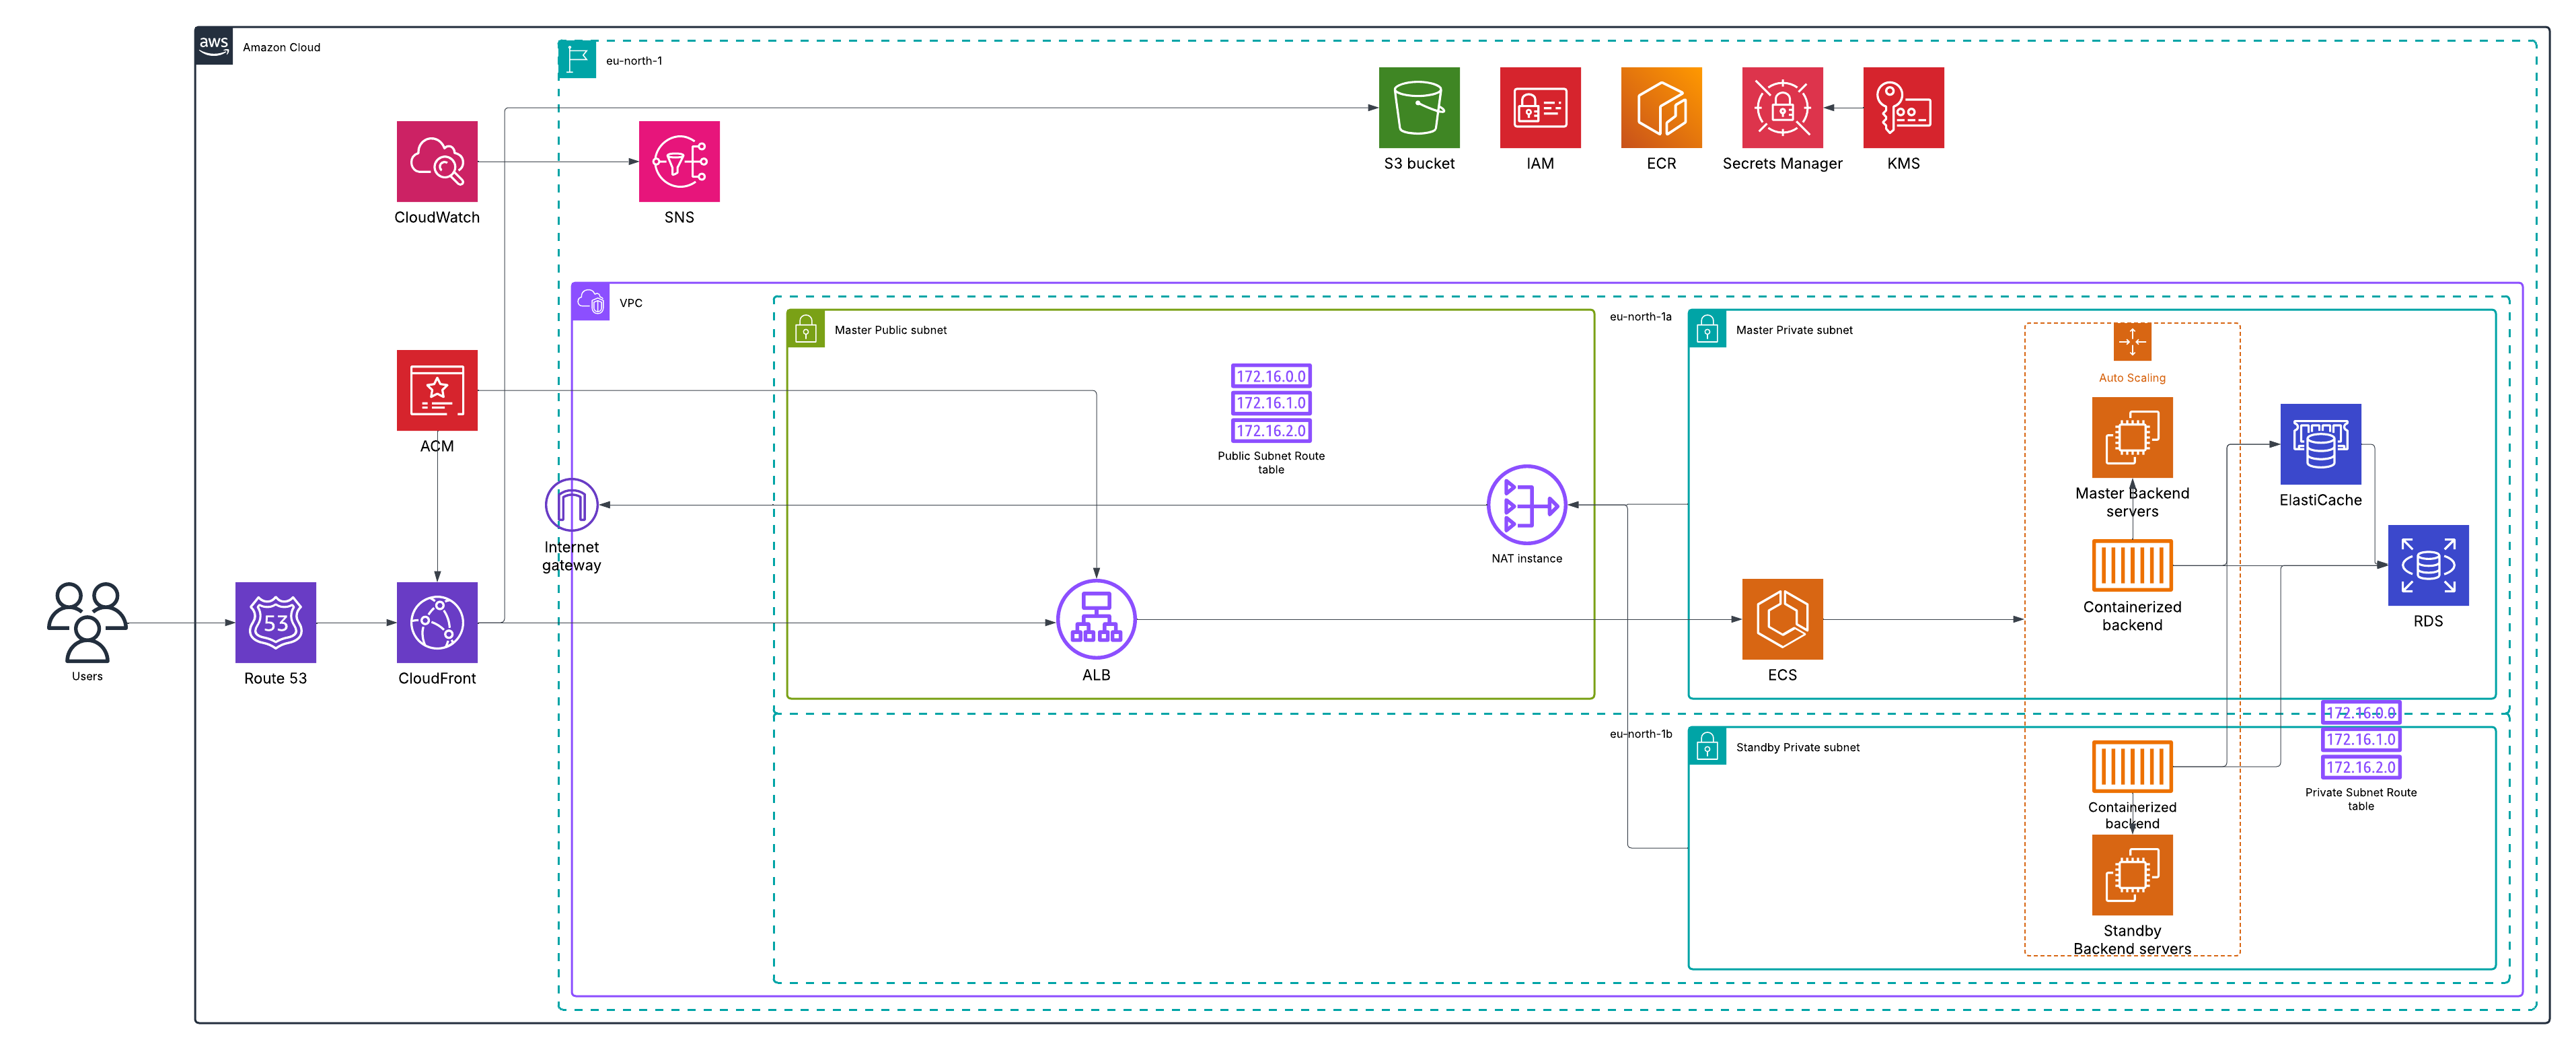 aws
Amazon Cloud
eu-north-1
S3 bucket
IAM
ECR
Secrets Manager
KMS
CloudWatch
SNS
VPC
Master Public subnet
eu-north-1a
Master Private subnet
172.16.0.0
172.16.1.0
172.16.2.0
Public Subnet Route
table
Auto Scaling
ACM
Master Backend
servers
ElastiCache
Internet
gateway
NAT instance
Containerized
backend
RDS
Users
53
Route 53
CloudFront
ALB
ECS
eu-north-1b
Standby Private subnet
172.16.0.0
172.16.1.0
172.16.2.0
Private Subnet Route
table
Containerized
backend
Standby
Backend servers